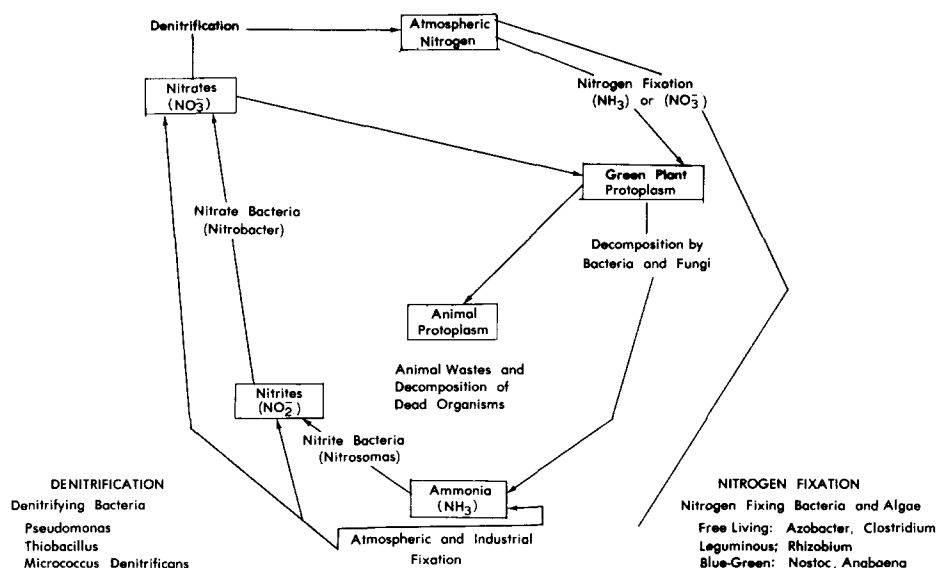 Denitrification
Atmospheric
Nitrogen
Nitrates
(NO3̄)
Nitrogen Fixation
(NH3) or (NO3̄)
Green Plant
Protoplasm
Nitrate Bacteria
(Nitrobacter)
Decomposition by
Bacteria and Fungi
Animal
Protoplasm
Animal Wastes and
Decomposition of
Dead Organisms
Nitrites
(NO2̄)
Nitrite Bacteria
(Nitrosomas)
Ammonia
(NH3)
Atmospheric and Industrial
Fixation
DENITRIFICATION
Denitrifying Bacteria
Pseudomonas
Thiobacillus
Micrococcus Denitrificans
NITROGEN FIXATION
Nitrogen Fixing Bacteria and Algae
Free Living: Azobacter, Clostridium
Leguminous; Rhizobium
Blue-Green: Nostoc, Anabaena